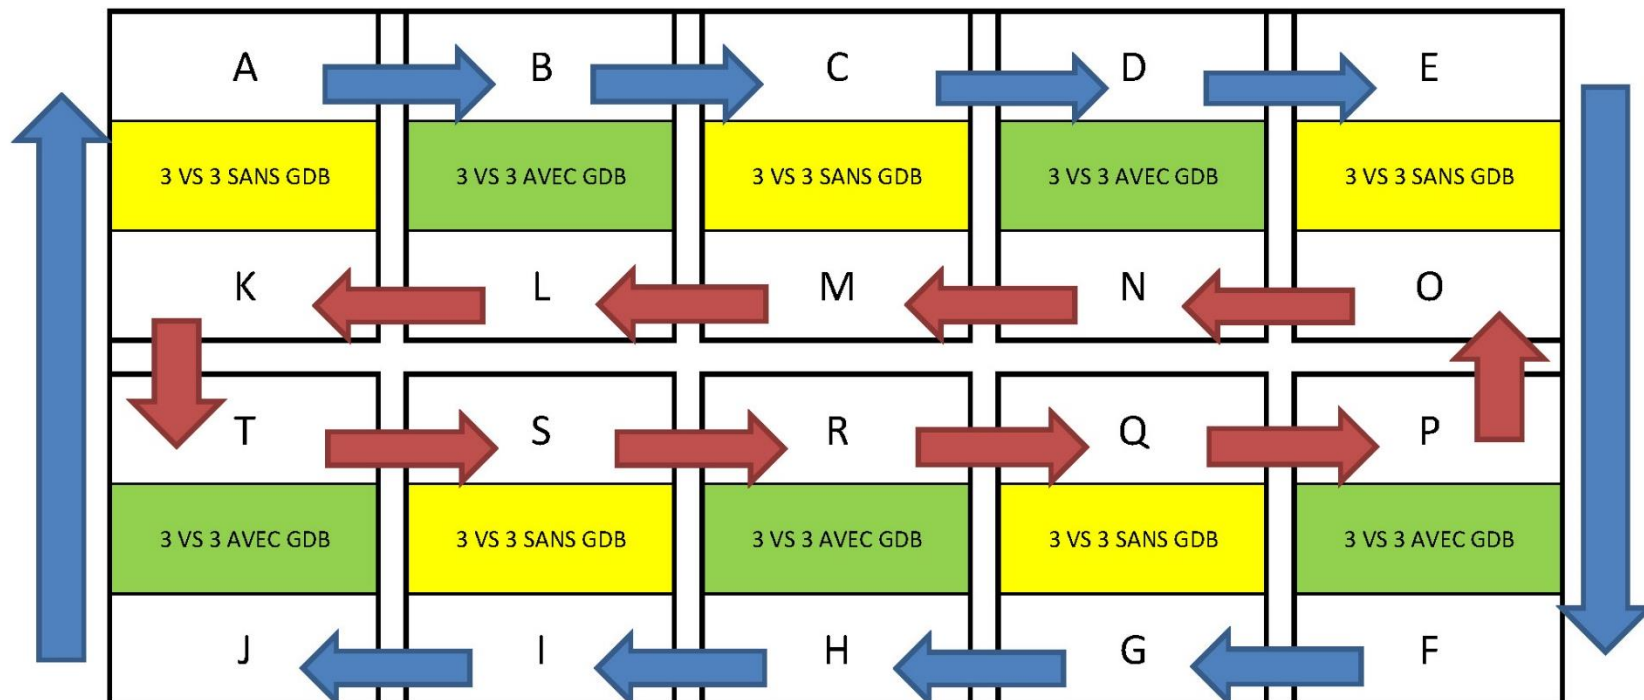 A B C D E
3 VS 3 SANS GDB 3 VS 3 AVEC GDB 3 VS 3 SANS GDB 3 VS 3 AVEC GDB 3 VS 3 SANS GDB
K L M N O
T S R Q P
3 VS 3 AVEC GDB 3 VS 3 SANS GDB 3 VS 3 AVEC GDB 3 VS 3 SANS GDB 3 VS 3 AVEC GDB
J I H G F